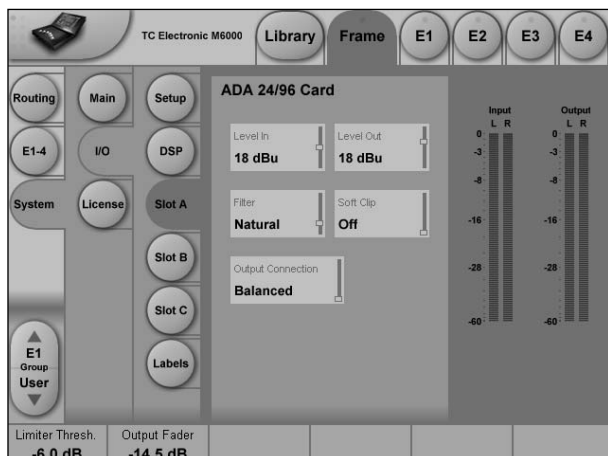 TC Electronic M6000
Library
Frame
E1
E2
E3
E4
Routing
E1-4
System
Main
I/O
License
Setup
DSP
Slot A
Slot B
Slot C
Labels
ADA 24/96 Card
Level In
18 dBu
Level Out
18 dBu
Filter
Natural
Soft Clip
Off
Output Connection
Balanced
Input
L R
0
-3
-8
-16
-28
-60
Output
L R
0
-3
-8
-16
-28
-60
E1
Group
User
Limiter Thresh.
-6.0 dB
Output Fader
-14.5 dB